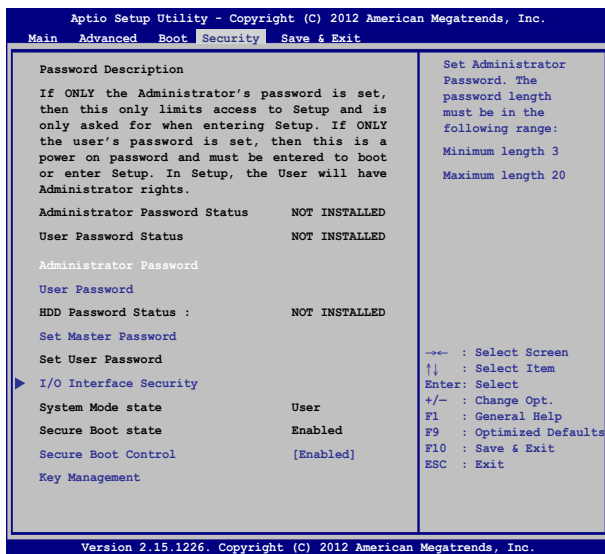 Aptio Setup Utility - Copyright (C) 2012 American Megatrends, Inc.
Main Advanced Boot Security Save & Exit
Password Description
If ONLY the Administrator's password is set,
then this only limits access to Setup and is
only asked for when entering Setup. If ONLY
the user's password is set, then this is a
power on password and must be entered to boot
or enter Setup. In Setup, the User will have
Administrator rights.
Administrator Password Status NOT INSTALLED
User Password Status NOT INSTALLED
Administrator Password
User Password
HDD Password Status : NOT INSTALLED
Set Master Password
Set User Password
I/O Interface Security
System Mode state User
Secure Boot state Enabled
Secure Boot Control [Enabled]
Key Management
Set Administrator
Password. The
password length
must be in the
following range:
Minimum length 3
Maximum length 20
→← : Select Screen
↑↓ : Select Item
Enter: Select
+/— : Change Opt.
F1 : General Help
F9 : Optimized Defaults
F10 : Save & Exit
ESC : Exit
Version 2.15.1226. Copyright (C) 2012 American Megatrends, Inc.